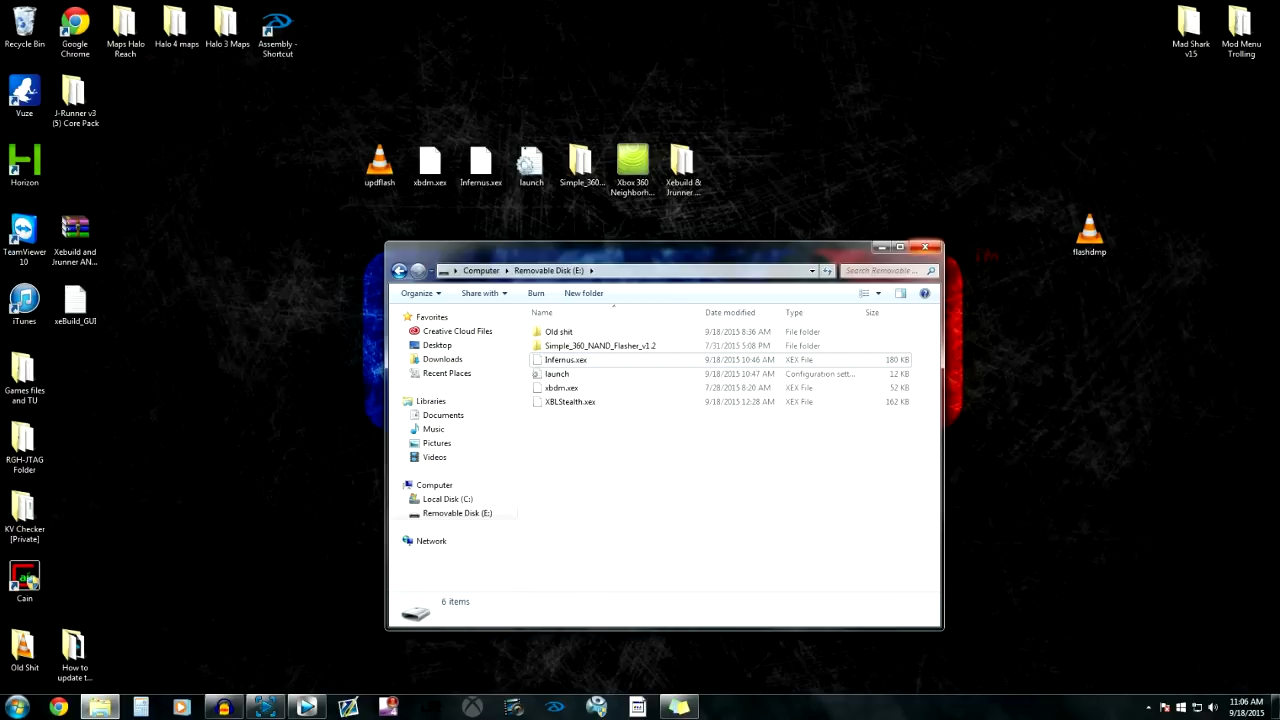 Recycle Bin
Google
Chrome
Maps Halo
Reach
Halo 4 maps
Halo 3 Maps
Assembly -
Shortcut
Mad Shark
v15
Mod Menu
Trolling
Vuze
J-Runner v3
(5) Core Pack
Horizon
updflash
xbdm.xex
Infernus.xex
launch
Simple_360...
Xbox 360
Neighborh...
Xebuild &
Jrunner....
TeamViewer
10
Xebuild and
Jrunner AN...
flashdmp
iTunes
xeBuild_GUI
Games files
and TU
RGH-JTAG
Folder
KV Checker
[Private]
Cain
Old Shit
How to
update t...
Computer
Removable Disk (E:)
Search Removable ...
Organize
Share with
Burn
New folder
Name
Date modified
Type
Size
Favorites
Creative Cloud Files
Desktop
Downloads
Recent Places
Libraries
Documents
Music
Pictures
Videos
Computer
Local Disk (C:)
Removable Disk (E:)
Network
Old shit 9/18/2015 8:36 AM File folder
Simple_360_NAND_Flasher_v1.2 7/31/2015 5:08 PM File folder
Infernus.xex 9/18/2015 10:46 AM XEX File 180 KB
launch 9/18/2015 10:47 AM Configuration sett... 12 KB
xbdm.xex 7/28/2015 8:20 AM XEX File 52 KB
XBLStealth.xex 9/18/2015 12:28 AM XEX File 162 KB
6 items
11:06 AM
9/18/2015